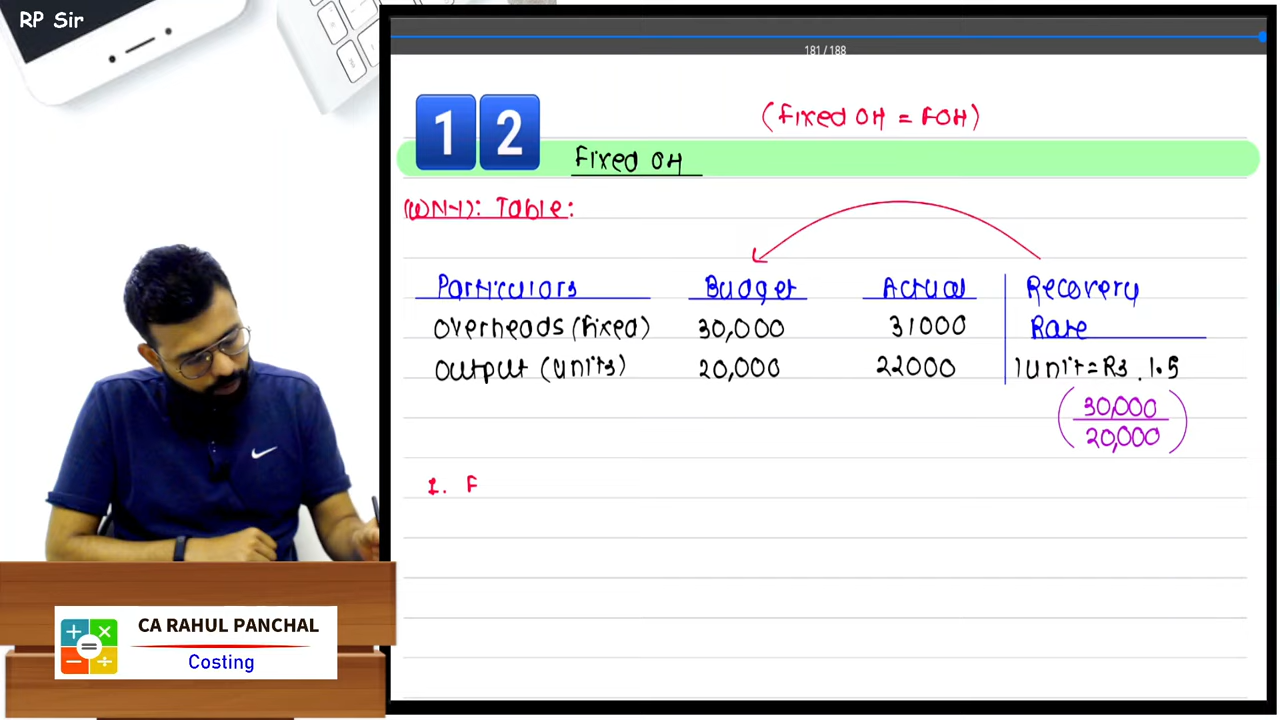 RP Sir
181 / 188
12
(Fixed OH = FOH)
Fixed OH
(WN-1): Table:
Particulars Budget Actual Recovery Rate
Overheads (Fixed) 30,000 31000
Output (Units) 20,000 22000 1 Unit = Rs. 1.5
(30,000
20,000)
1. F
CA RAHUL PANCHAL
Costing